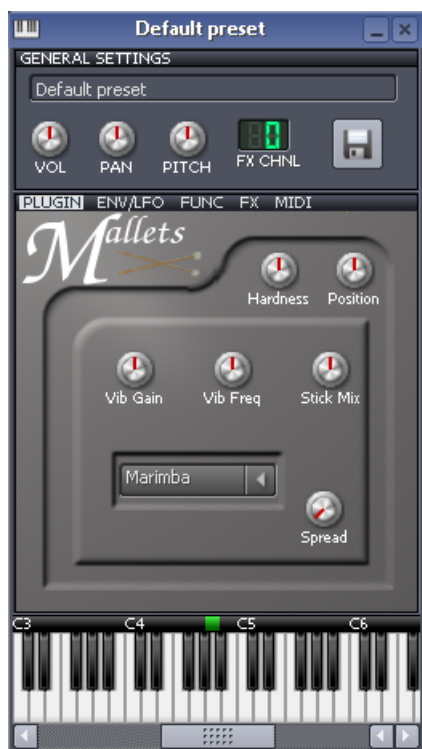 Default preset
GENERAL SETTINGS
Default preset
VOL PAN PITCH FX CHNL
0
PLUGIN ENV/LFO FUNC FX MIDI
Mallets
Hardness Position
Vib Gain Vib Freq Stick Mix
Marimba
Spread
C3 C4 C5 C6